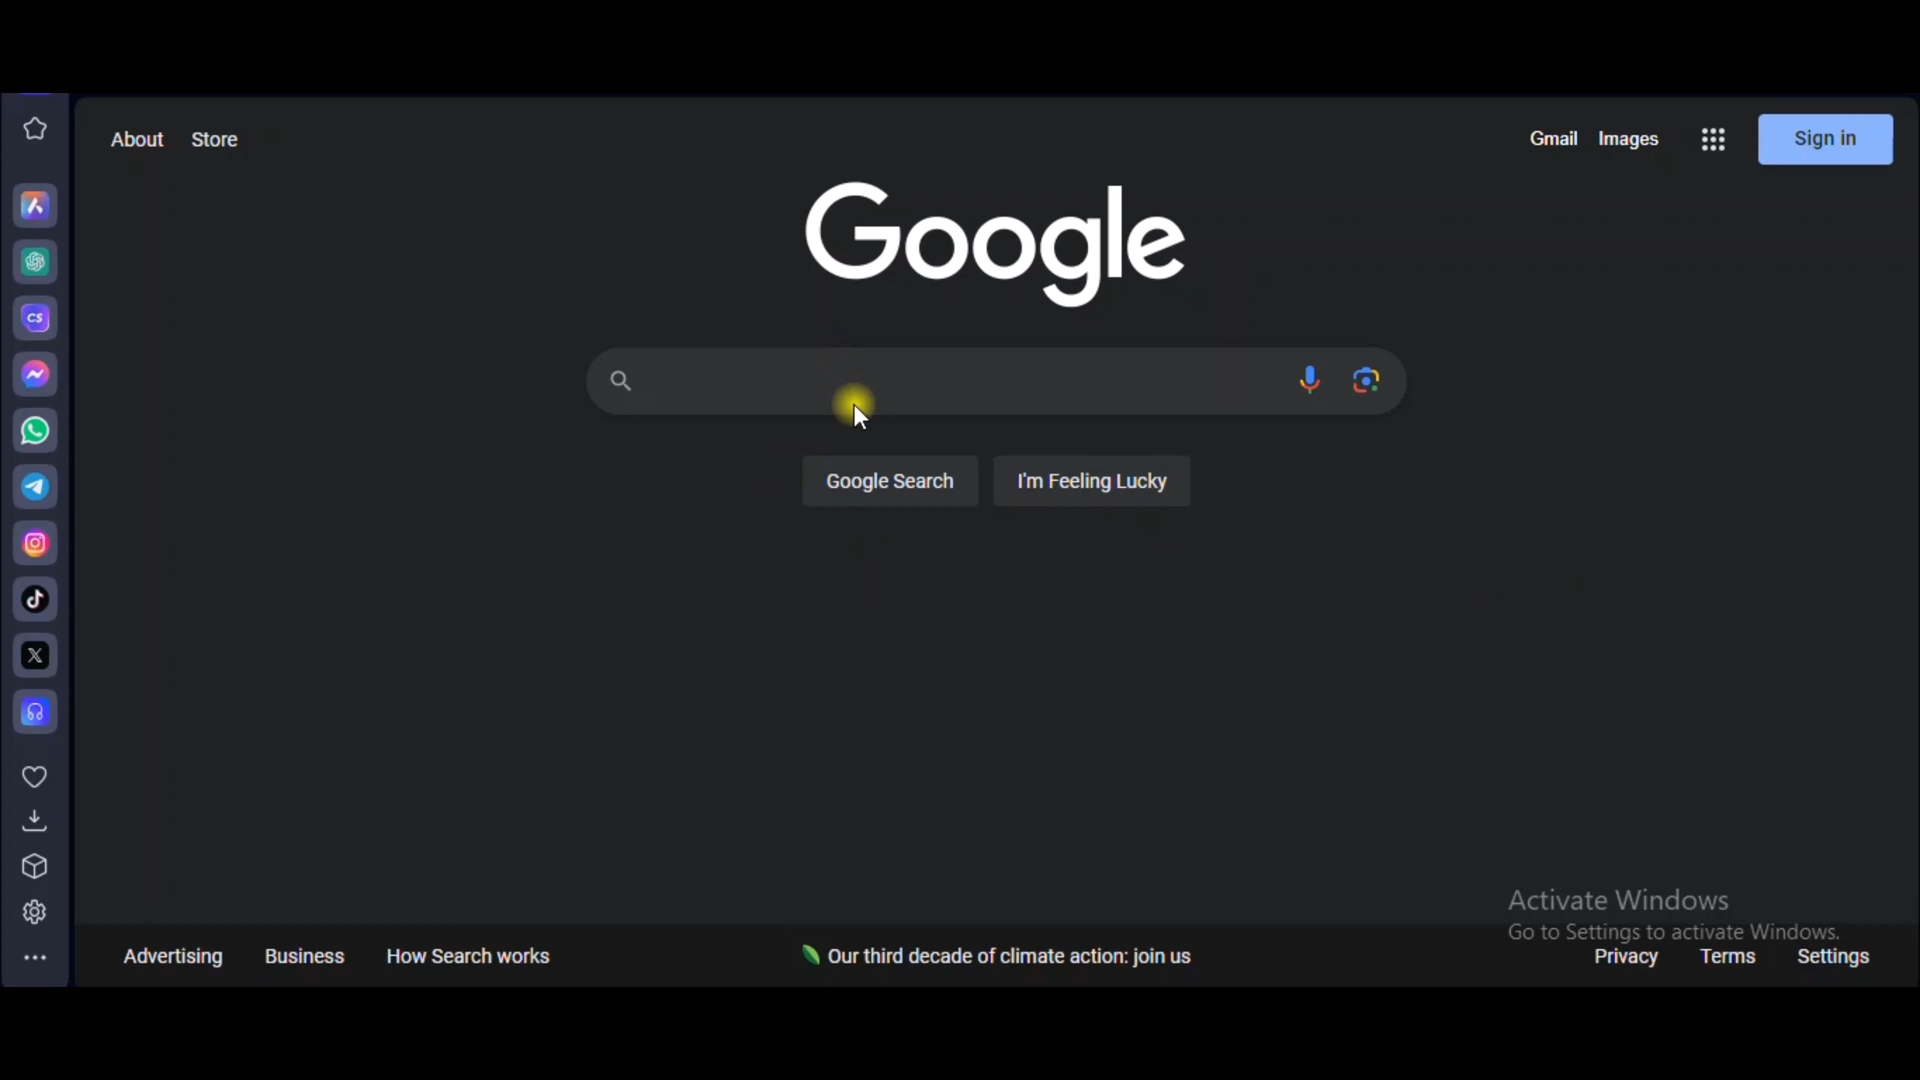 About Store
Gmail Images Sign in
Google
CS
Google Search I'm Feeling Lucky
Activate Windows
Go to Settings to activate Windows.
Advertising Business How Search works Our third decade of climate action: join us Privacy Terms Settings